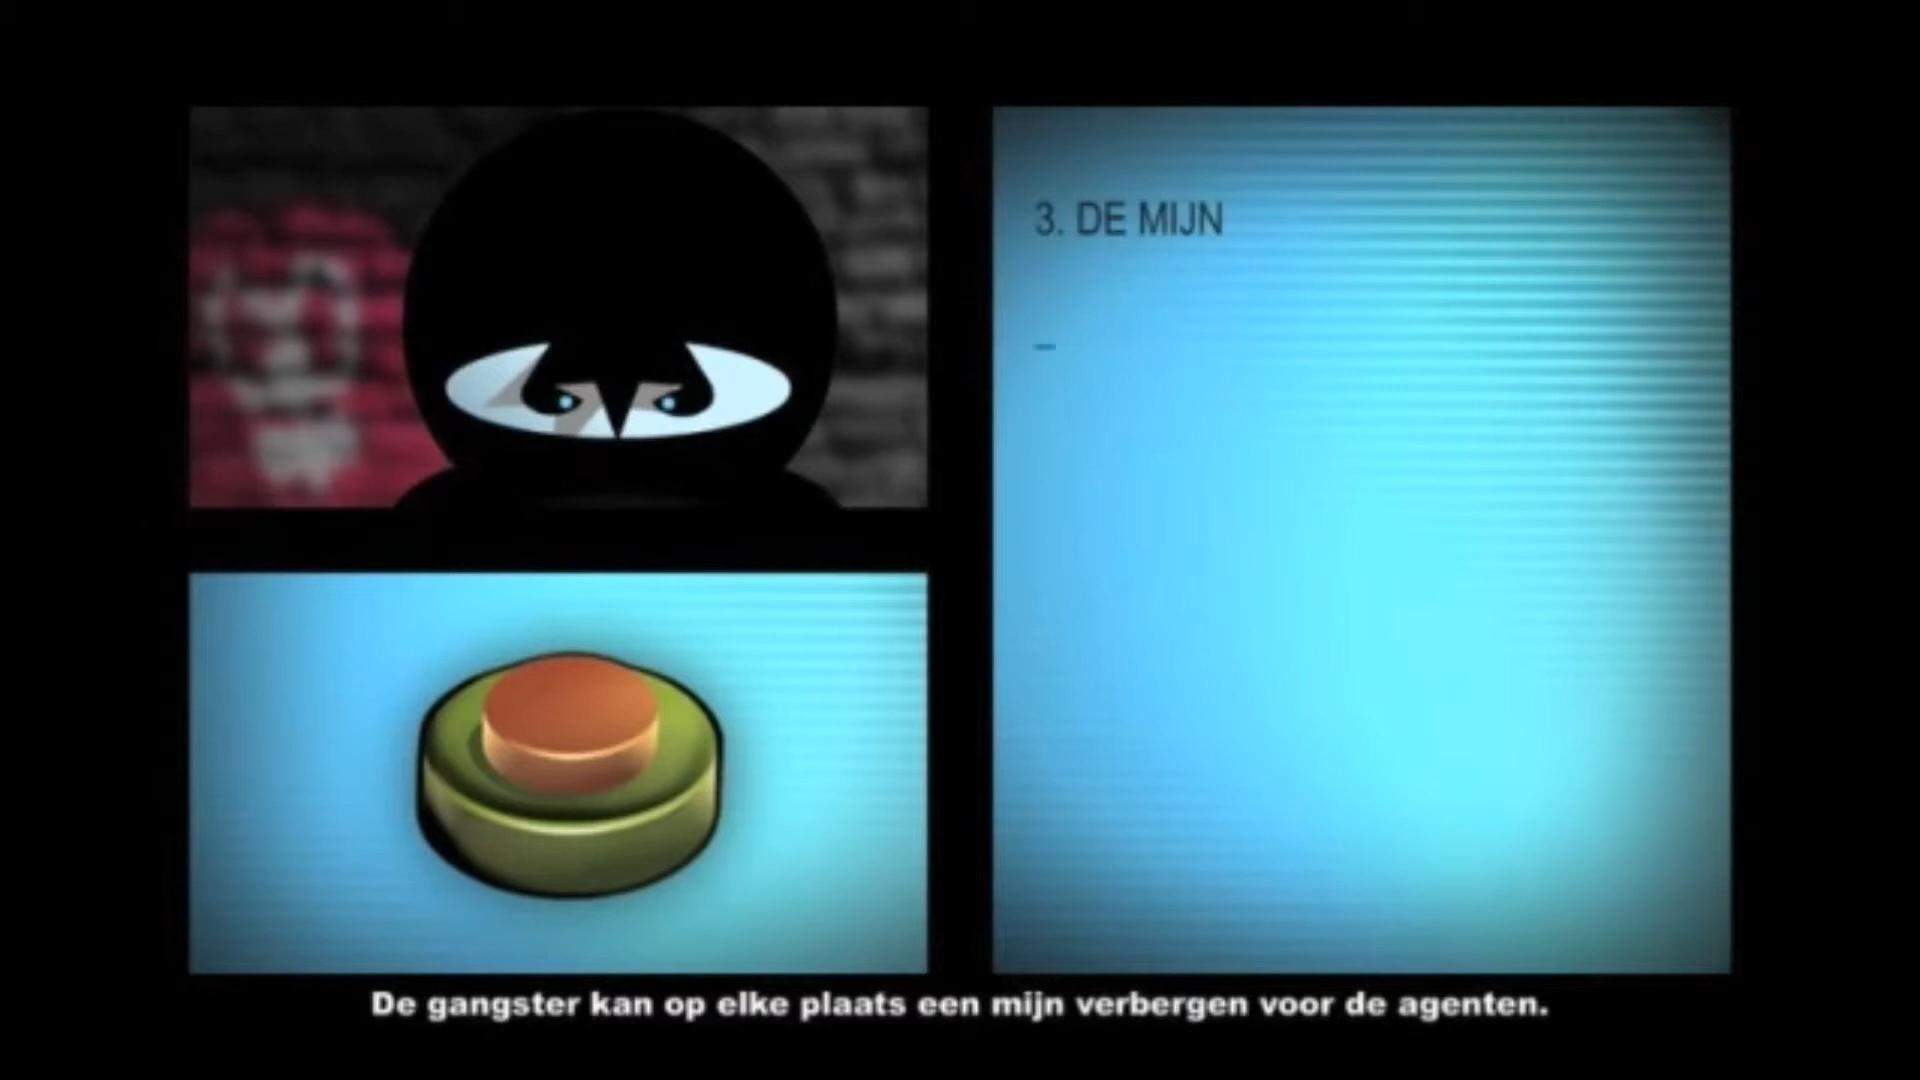 3. DE MIJN
_
De gangster kan op elke plaats een mijn verbergen voor de agenten.